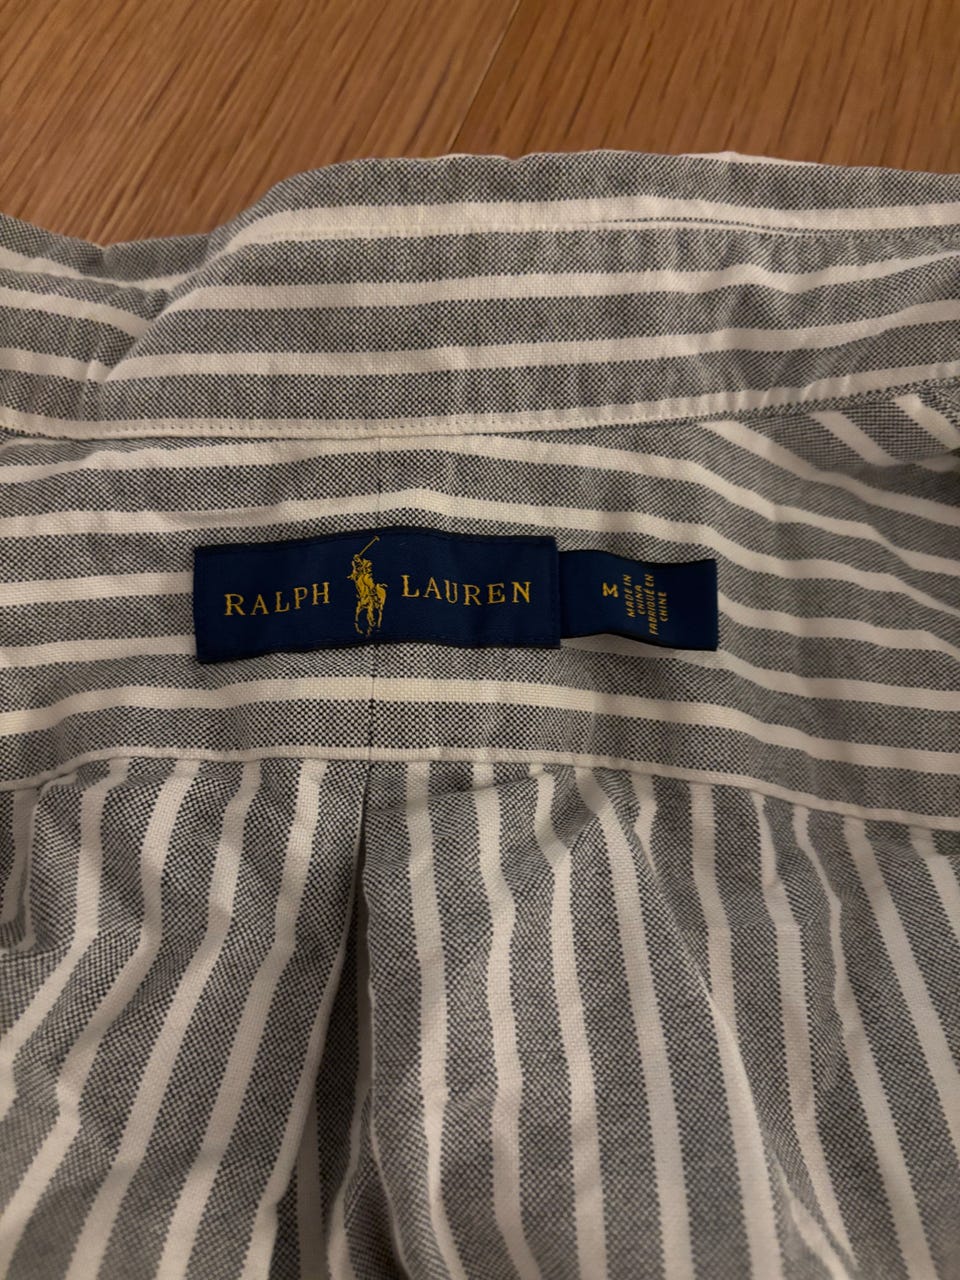 RALPH LAUREN
M
MADE IN
CHINA
FABRIQUÉ EN
CHINE